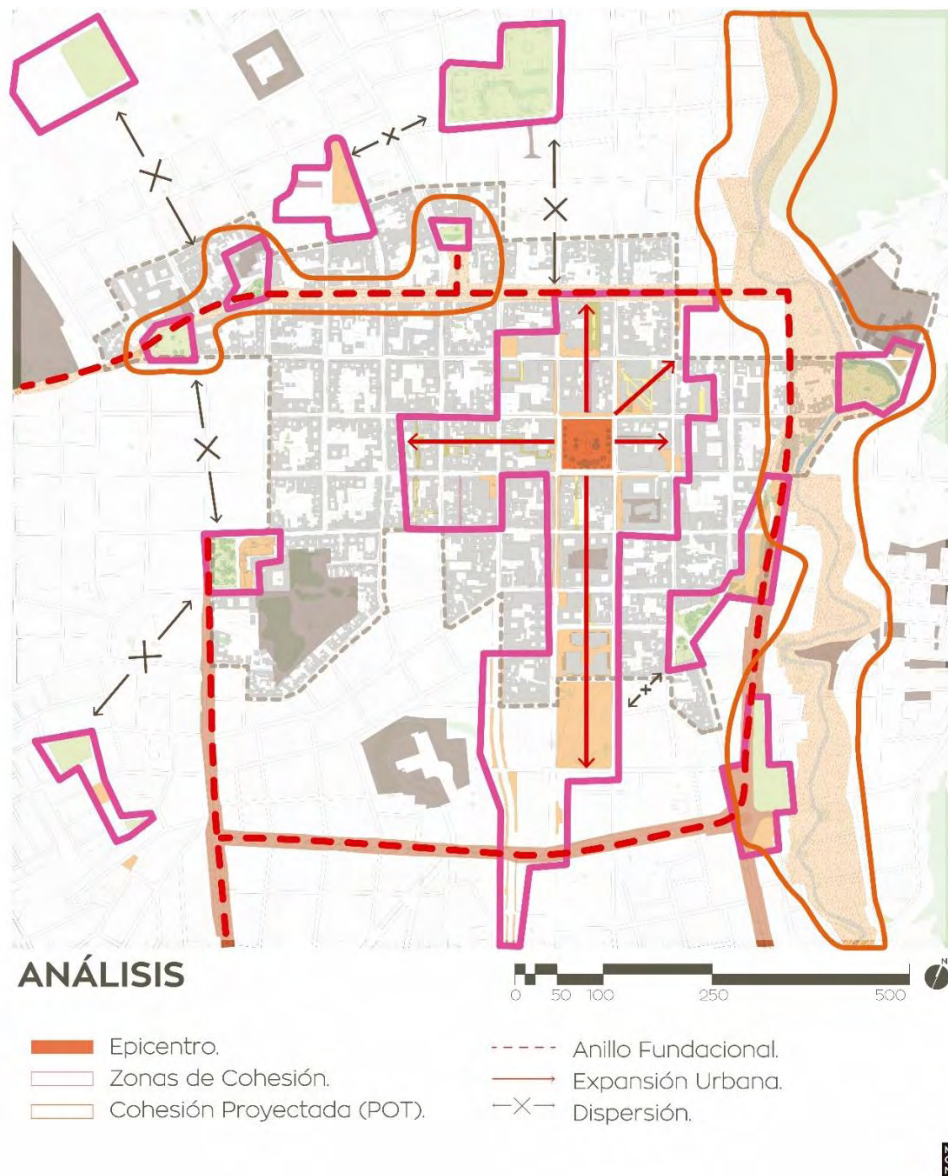 ANÁLISIS
0 50 100 250 500
N
Epicentro.
Zonas de Cohesión.
Cohesión Proyectada (POT).
Anillo Fundacional.
Expansión Urbana.
Dispersión.